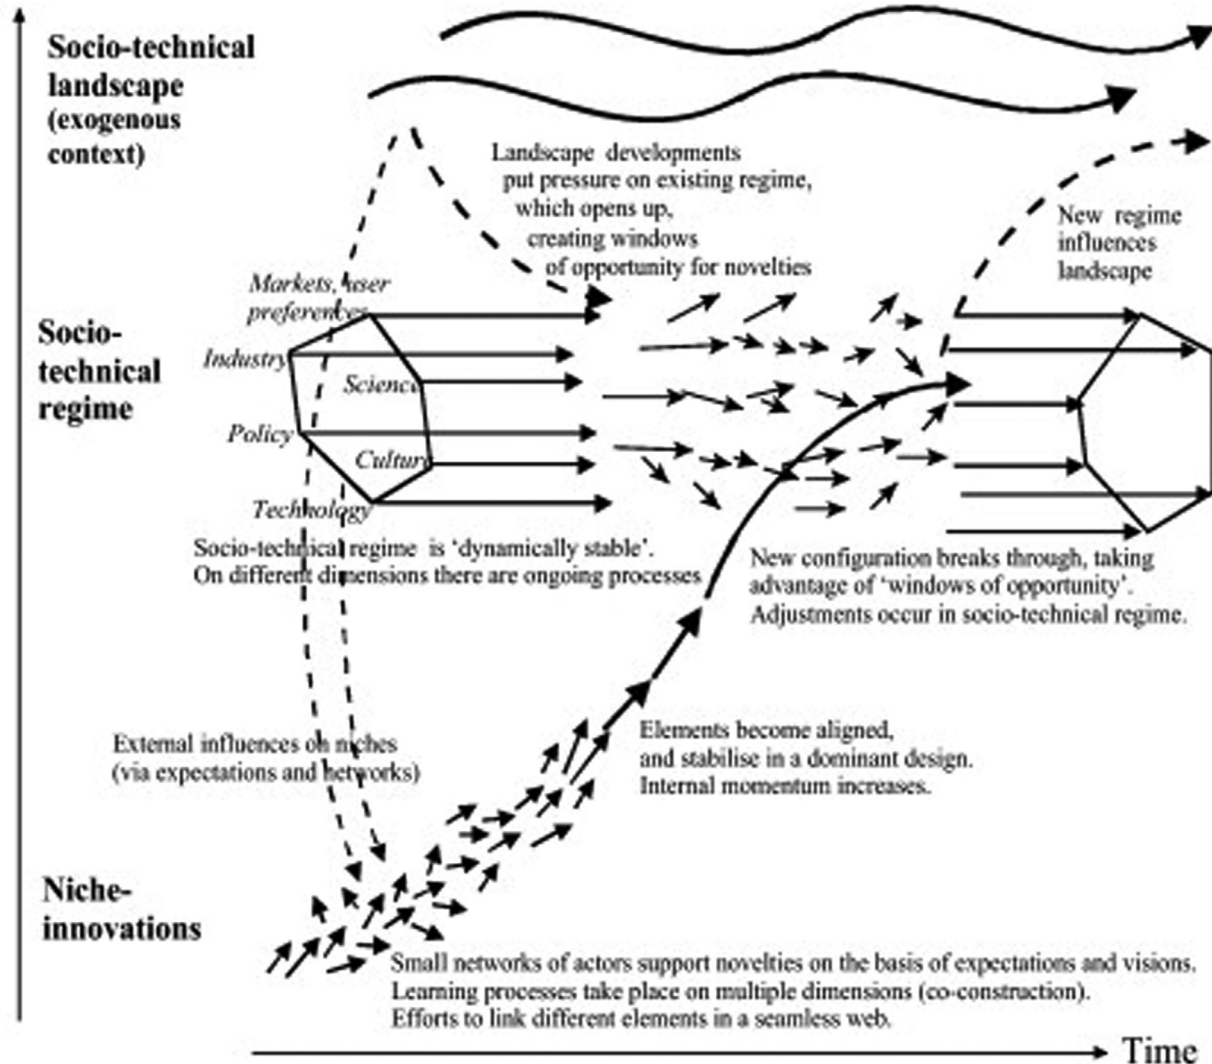 Socio-technical
landscape
(exogenous
context)
Landscape developments
put pressure on existing regime,
which opens up,
creating windows
of opportunity for novelties
New regime
influences
landscape
Markets, user
preferences
Industry
Science
Policy
Culture
Technology
Socio-
technical
regime
Socio-technical regime is ‘dynamically stable’.
On different dimensions there are ongoing processes
New configuration breaks through, taking
advantage of ‘windows of opportunity’.
Adjustments occur in socio-technical regime.
Elements become aligned,
and stabilise in a dominant design.
Internal momentum increases.
External influences on niches
(via expectations and networks)
Niche-
innovations
Small networks of actors support novelties on the basis of expectations and visions.
Learning processes take place on multiple dimensions (co-construction).
Efforts to link different elements in a seamless web.
Time